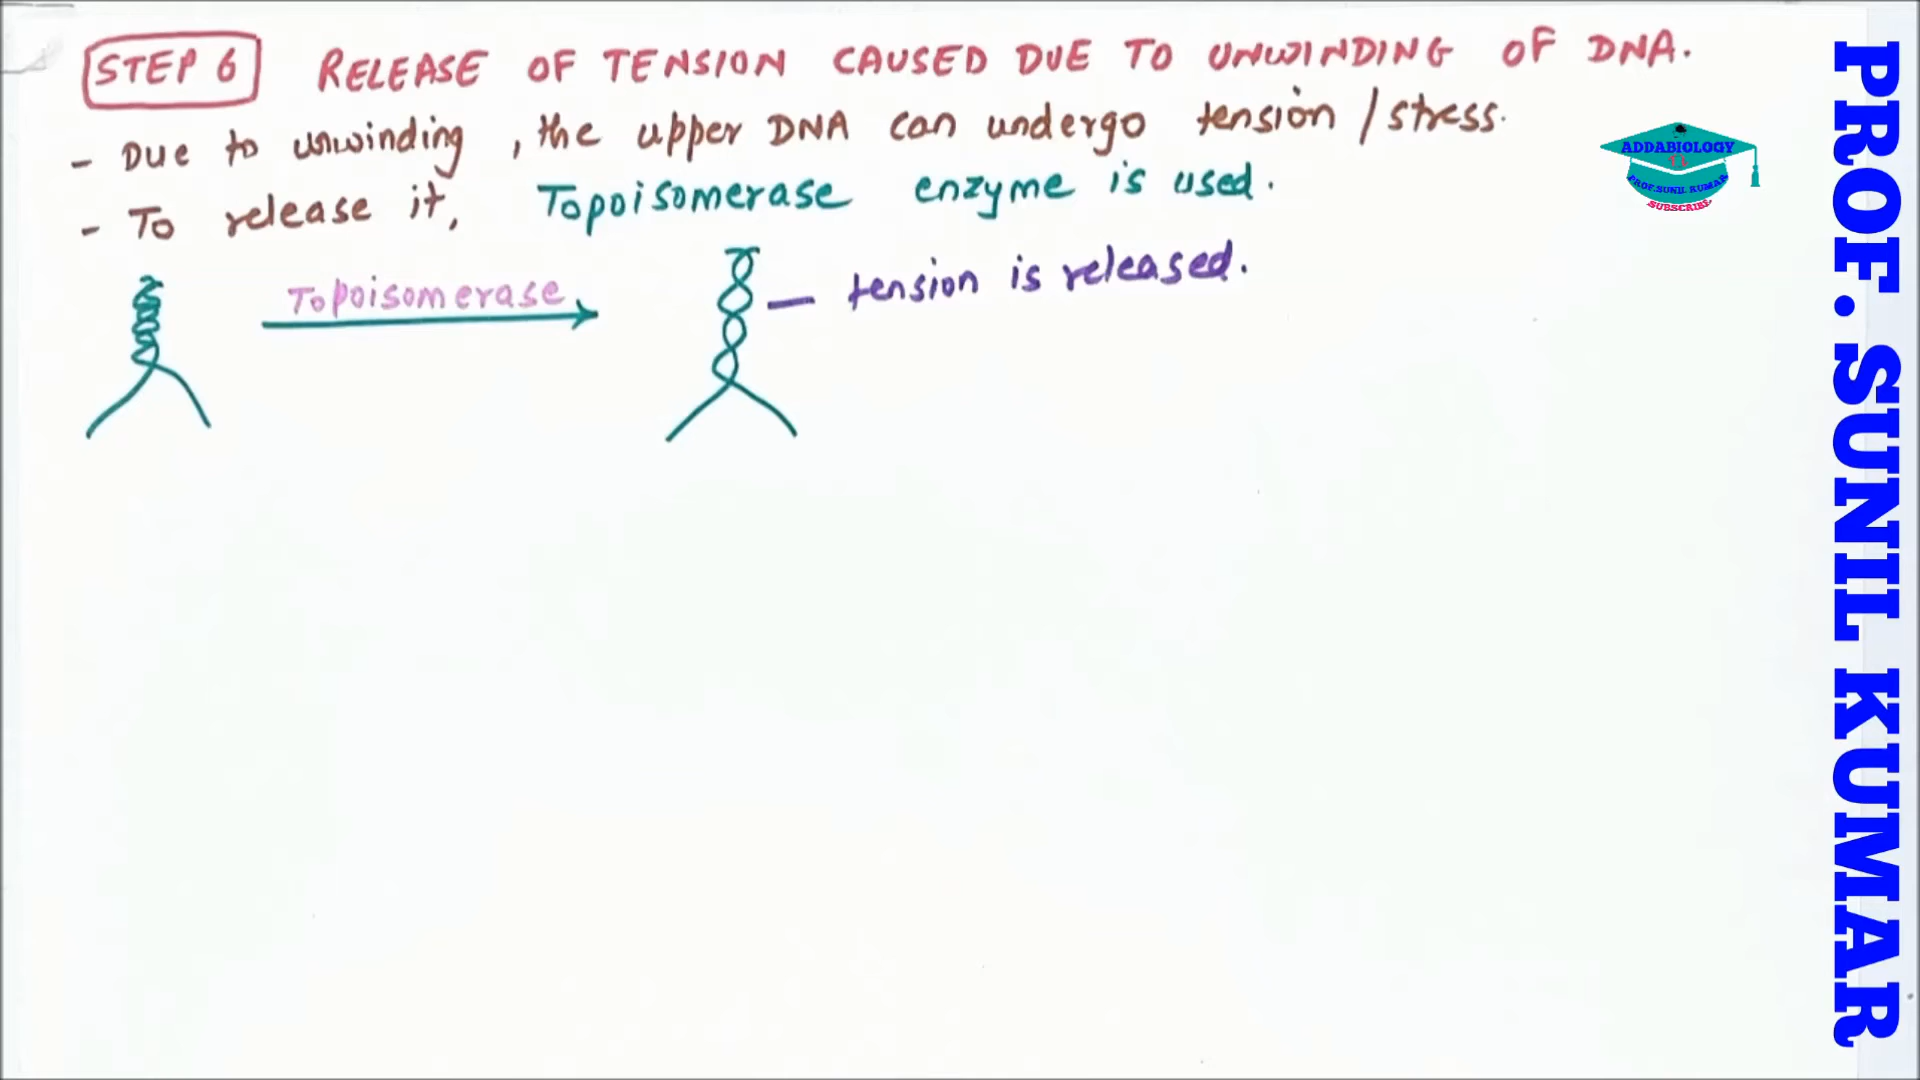 STEP 6 RELEASE OF TENSION CAUSED DUE TO UNWINDING OF DNA.
- Due to unwinding, the upper DNA can undergo tension / stress.
- To release it, Topoisomerase enzyme is used.
Topoisomerase
— tension is released.
ADDABIOLOGY
PROF.SUNIL KUMAR
SUBSCRIBE
PROF. SUNIL KUMAR